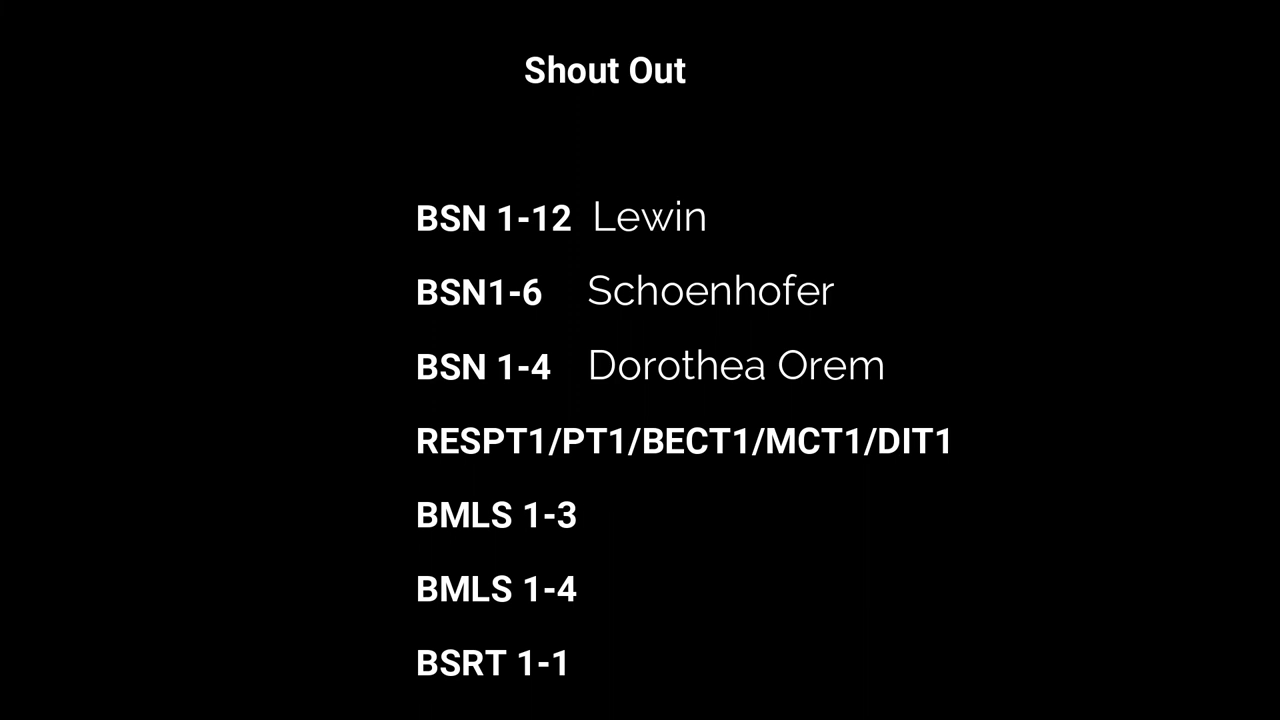 Shout Out
BSN 1-12 Lewin
BSN1-6 Schoenhofer
BSN 1-4 Dorothea Orem
RESPT1/PT1/BECT1/MCT1/DIT1
BMLS 1-3
BMLS 1-4
BSRT 1-1